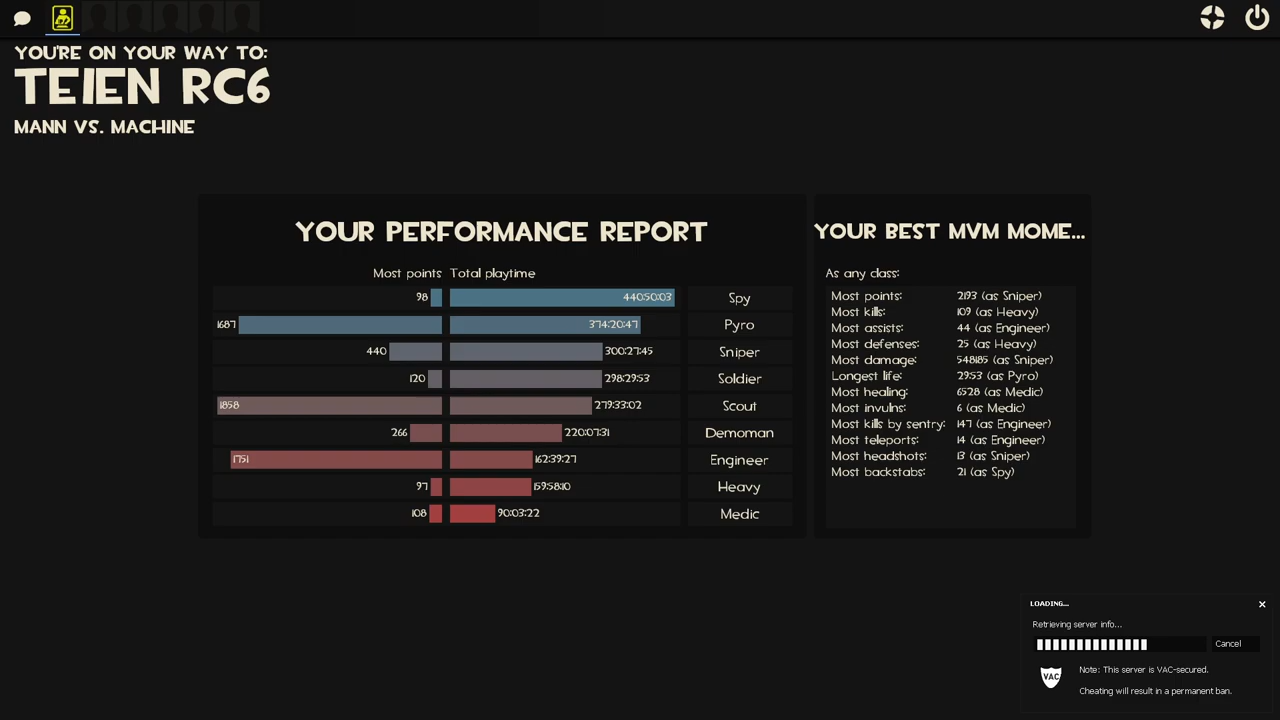 YOU'RE ON YOUR WAY TO:
TEIEN RC6
MANN VS. MACHINE
YOUR PERFORMANCE REPORT
Most points Total playtime
98 440:50:03 Spy
1687 374:20:47 Pyro
440 300:27:45 Sniper
120 298:29:53 Soldier
1858 279:33:02 Scout
266 220:07:31 Demoman
1751 162:39:27 Engineer
97 159:58:10 Heavy
108 90:03:22 Medic
YOUR BEST MVM MOME...
As any class:
Most points: 2193 (as Sniper)
Most kills: 109 (as Heavy)
Most assists: 44 (as Engineer)
Most defenses: 25 (as Heavy)
Most damage: 548185 (as Sniper)
Longest life: 29:53 (as Pyro)
Most healing: 6528 (as Medic)
Most invulns: 6 (as Medic)
Most kills by sentry: 147 (as Engineer)
Most teleports: 14 (as Engineer)
Most headshots: 13 (as Sniper)
Most backstabs: 21 (as Spy)
LOADING...
Retrieving server info...
Cancel
VAC
Note: This server is VAC-secured.
Cheating will result in a permanent ban.